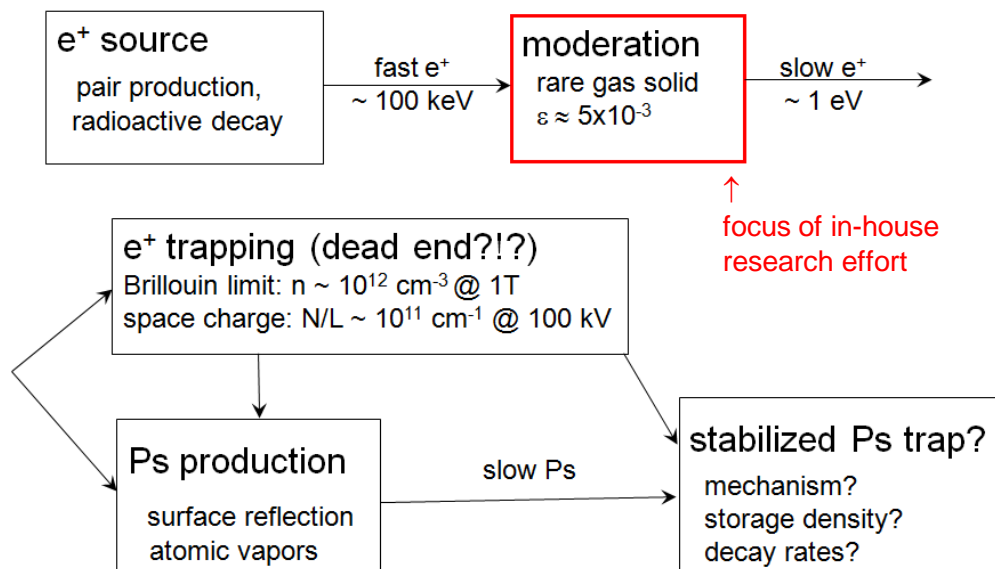 e⁺ source
pair production,
radioactive decay
fast e⁺
~ 100 keV
moderation
rare gas solid
ε ≈ 5x10⁻³
slow e⁺
~ 1 eV
↑
focus of in-house
research effort
e⁺ trapping (dead end?!?)
Brillouin limit: n ~ 10¹² cm⁻³ @ 1T
space charge: N/L ~ 10¹¹ cm⁻¹ @ 100 kV
Ps production
surface reflection
atomic vapors
slow Ps
stabilized Ps trap?
mechanism?
storage density?
decay rates?